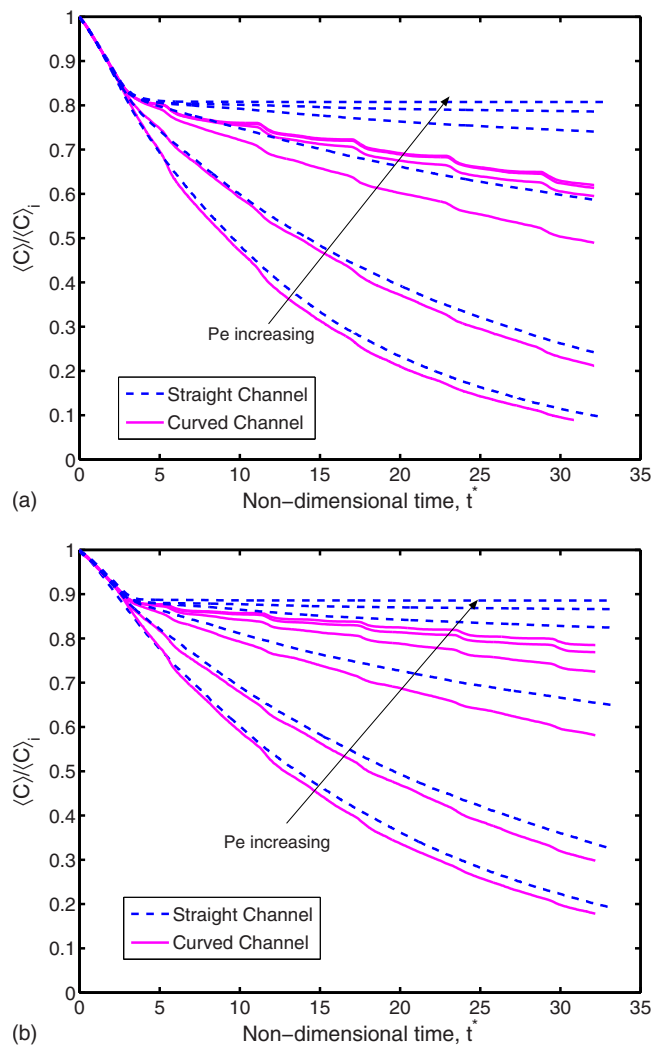 1
0.9
0.8
0.7
0.6
0.5
0.4
0.3
0.2
0.1
0
⟨C⟩/⟨C⟩i
Pe increasing
Straight Channel
Curved Channel
0 5 10 15 20 25 30 35
(a) Non-dimensional time, t*
1
0.9
0.8
0.7
0.6
0.5
0.4
0.3
0.2
0.1
0
⟨C⟩/⟨C⟩i
Pe increasing
Straight Channel
Curved Channel
0 5 10 15 20 25 30 35
(b) Non-dimensional time, t*